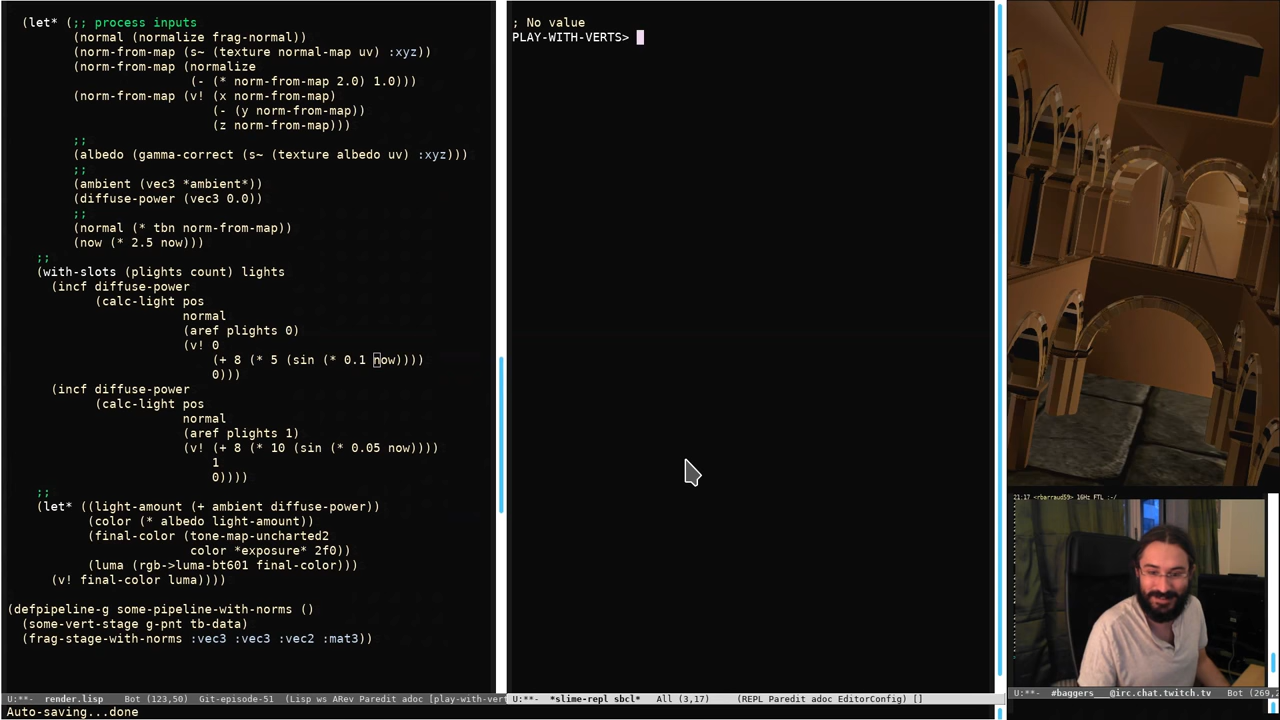 (let* (;; process inputs
(normal (normalize frag-normal))
(norm-from-map (s~ (texture normal-map uv) :xyz))
(norm-from-map (normalize
(- (* norm-from-map 2.0) 1.0)))
(norm-from-map (v! (x norm-from-map)
(- (y norm-from-map))
(z norm-from-map)))
;;
(albedo (gamma-correct (s~ (texture albedo uv) :xyz)))
;;
(ambient (vec3 *ambient*))
(diffuse-power (vec3 0.0))
;;
(normal (* tbn norm-from-map))
(now (* 2.5 now)))
;;
(with-slots (plights count) lights
(incf diffuse-power
(calc-light pos
normal
(aref plights 0)
(v! 0
(+ 8 (* 5 (sin (* 0.1 now))))
0)))
(incf diffuse-power
(calc-light pos
normal
(aref plights 1)
(v! (+ 8 (* 10 (sin (* 0.05 now))))
1
0))))
;;
(let* ((light-amount (+ ambient diffuse-power))
(color (* albedo light-amount))
(final-color (tone-map-uncharted2
color *exposure* 2f0))
(luma (rgb->luma-bt601 final-color)))
(v! final-color luma))))
(defpipeline-g some-pipeline-with-norms ()
(some-vert-stage g-pnt tb-data)
(frag-stage-with-norms :vec3 :vec3 :vec2 :mat3))
U:**- render.lisp Bot (123,50) Git-episode-51 (Lisp ws ARev Paredit adoc [play-with-vert
Auto-saving...done
; No value
PLAY-WITH-VERTS>
U:**- *slime-repl sbcl* All (3,17) (REPL Paredit adoc EditorConfig) []
21:17 <rbarraud59> 16Hz FTL :-/
U:**- #baggers___@irc.chat.twitch.tv Bot (269,2